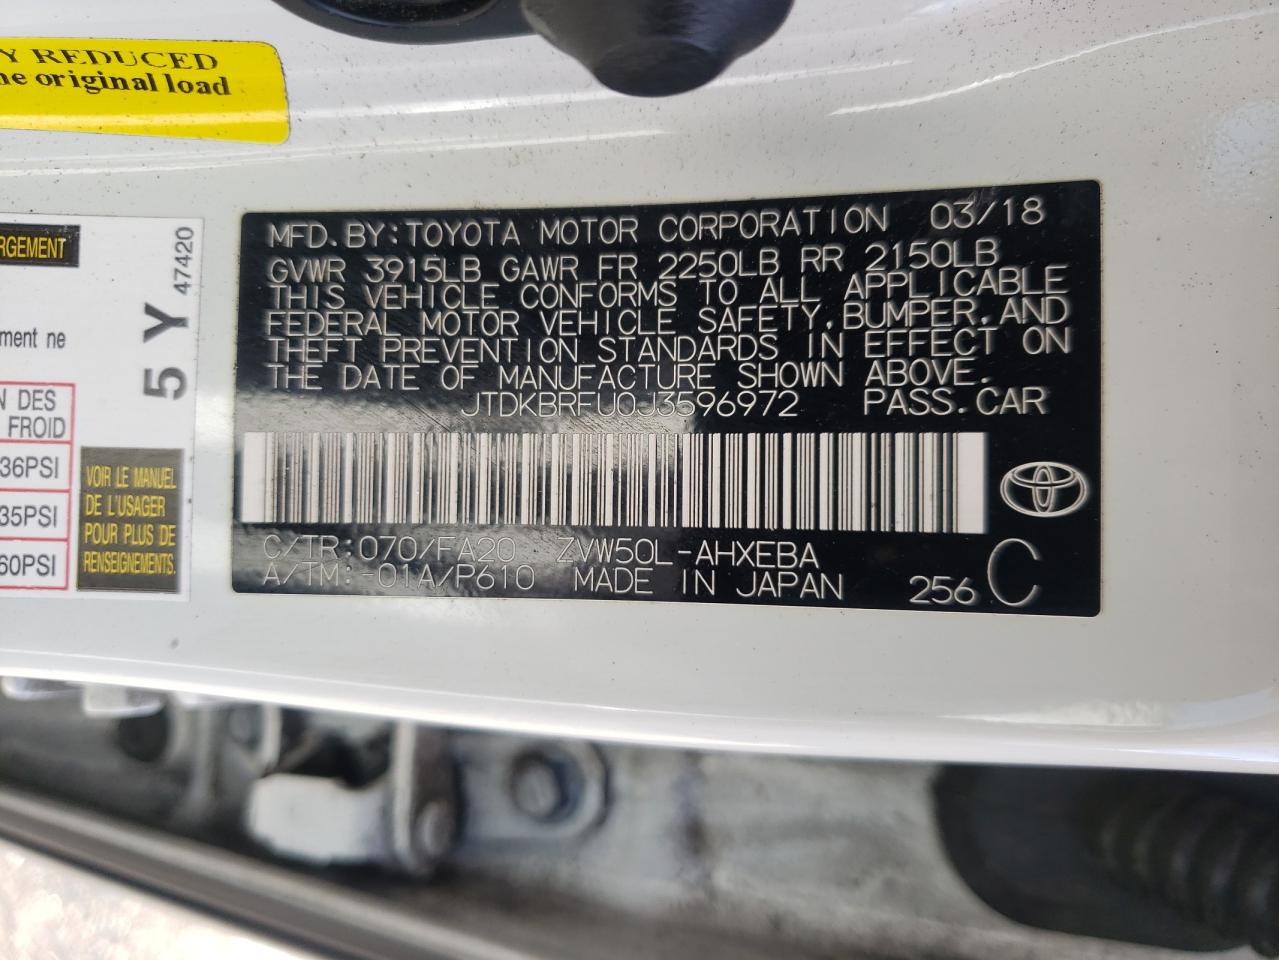 Y REDUCED
he original load
RGEMENT
ment ne
N DES
FROID
36PSI
35PSI
60PSI
5 Y 47420
VOIR LE MANUEL
DE L'USAGER
POUR PLUS DE
RENSEIGNEMENTS.
MFD.BY:TOYOTA MOTOR CORPORATION 03/18
GVWR 3915LB GAWR FR 2250LB RR 2150LB
THIS VEHICLE CONFORMS TO ALL APPLICABLE
FEDERAL MOTOR VEHICLE SAFETY,BUMPER,AND
THEFT PREVENTION STANDARDS IN EFFECT ON
THE DATE OF MANUFACTURE SHOWN ABOVE.
JTDKBRFU0J3596972 PASS.CAR
C/TR:070/FA20 ZVW50L-AHXEBA
A/TM:-01A/P610 MADE IN JAPAN 256 C